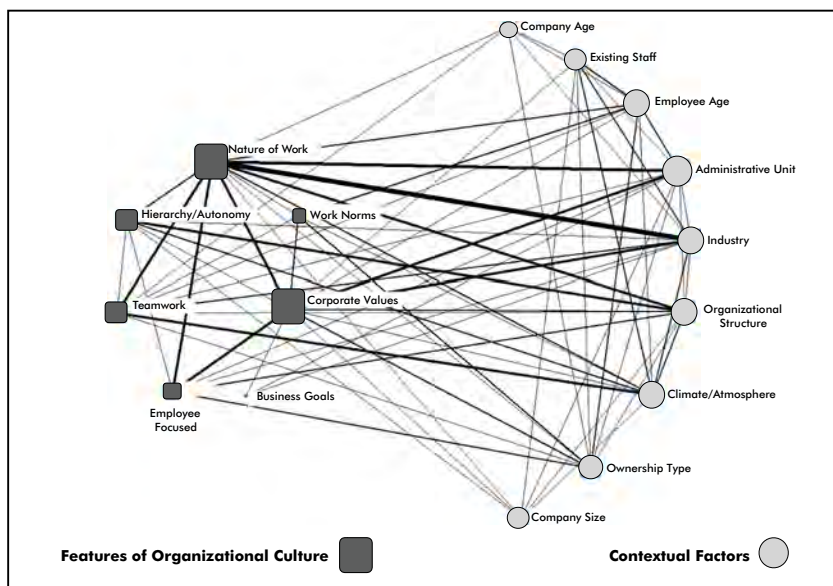 Company Age
Existing Staff
Employee Age
Nature of Work
Administrative Unit
Hierarchy/Autonomy
Work Norms
Industry
Teamwork
Corporate Values
Organizational
Structure
Business Goals
Climate/Atmosphere
Employee
Focused
Ownership Type
Company Size
Features of Organizational Culture
Contextual Factors